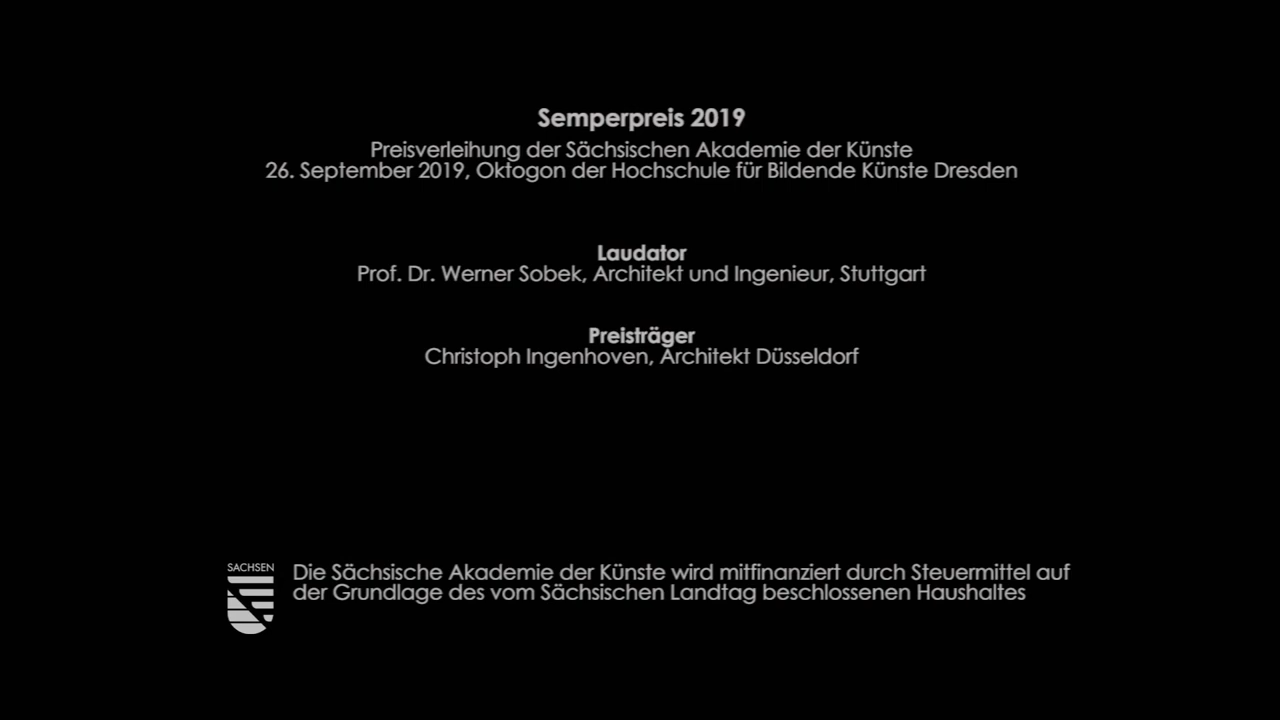 Semperpreis 2019
Preisverleihung der Sächsischen Akademie der Künste
26. September 2019, Oktogon der Hochschule für Bildende Künste Dresden
Laudator
Prof. Dr. Werner Sobek, Architekt und Ingenieur, Stuttgart
Preisträger
Christoph Ingenhoven, Architekt Düsseldorf
SACHSEN
Die Sächsische Akademie der Künste wird mitfinanziert durch Steuermittel auf
der Grundlage des vom Sächsischen Landtag beschlossenen Haushaltes